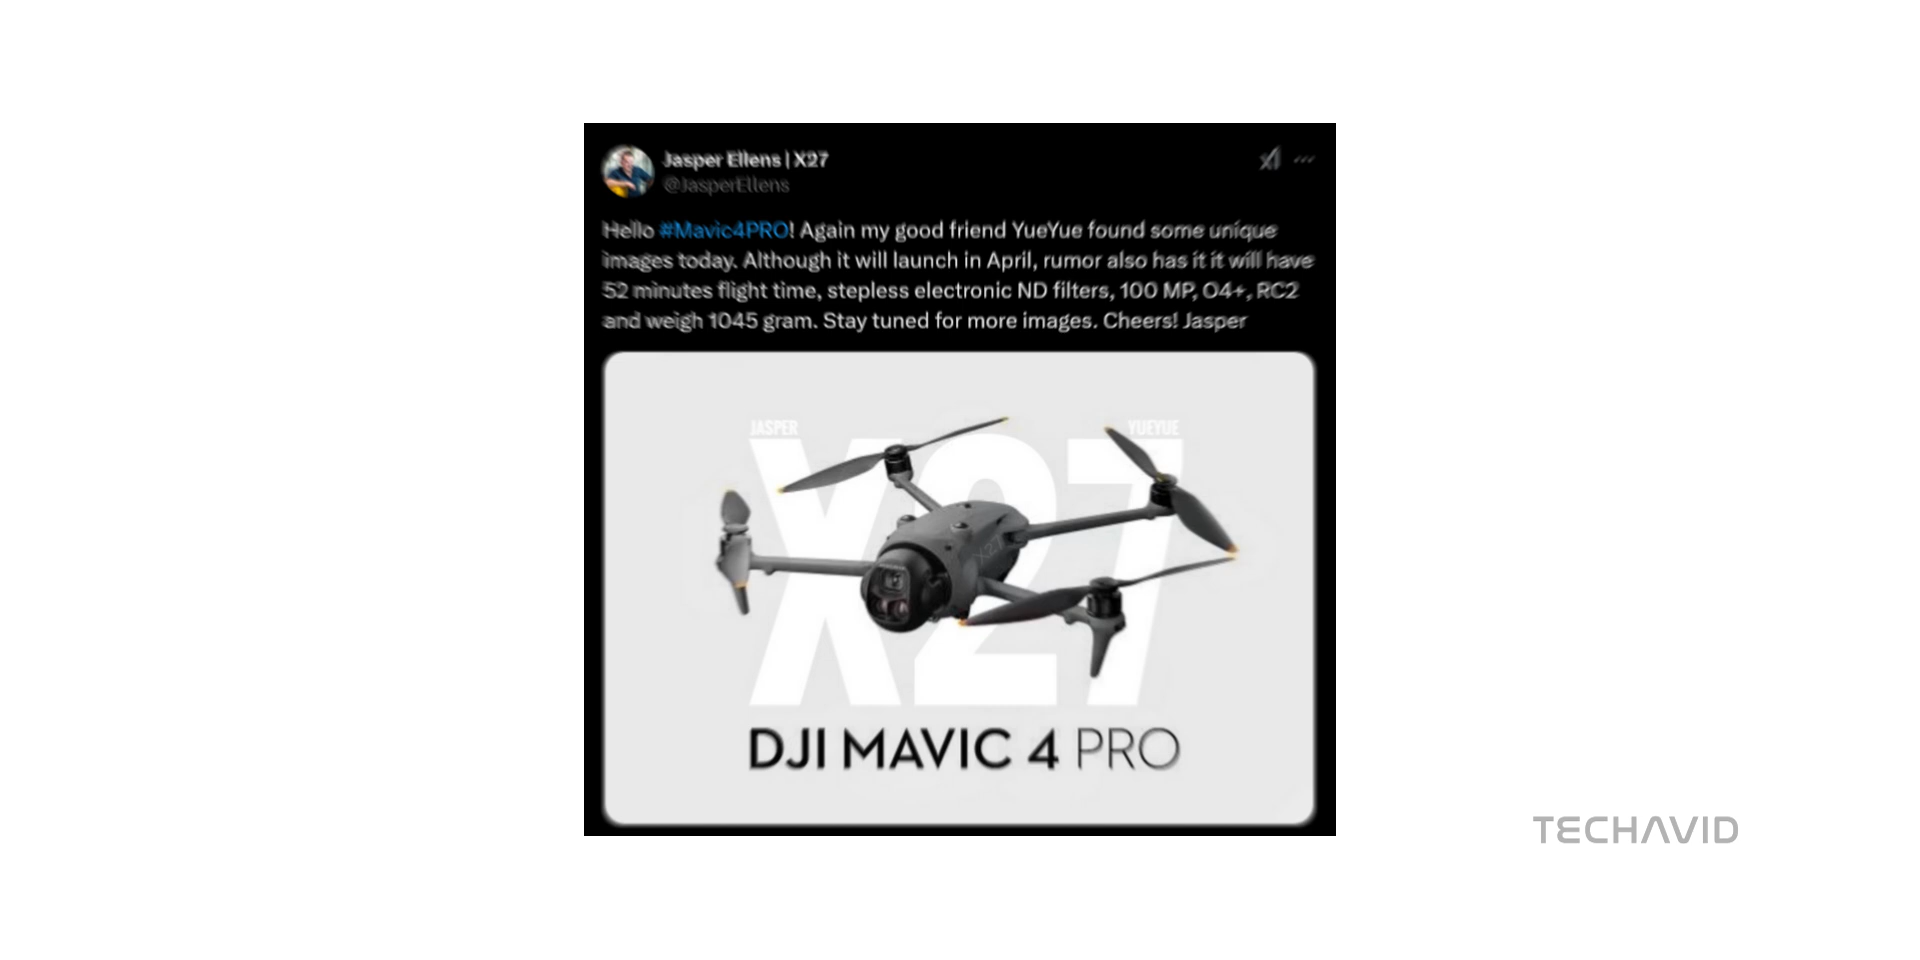 Jasper Ellens | X27
@JasperEllens
Hello #Mavic4PRO! Again my good friend YueYue found some unique
images today. Although it will launch in April, rumor also has it it will have
52 minutes flight time, stepless electronic ND filters, 100 MP, O4+, RC2
and weigh 1045 gram. Stay tuned for more images. Cheers! Jasper
JASPER
YUEYUE
X27
X27
DJI MAVIC 4 PRO
TECHAVID